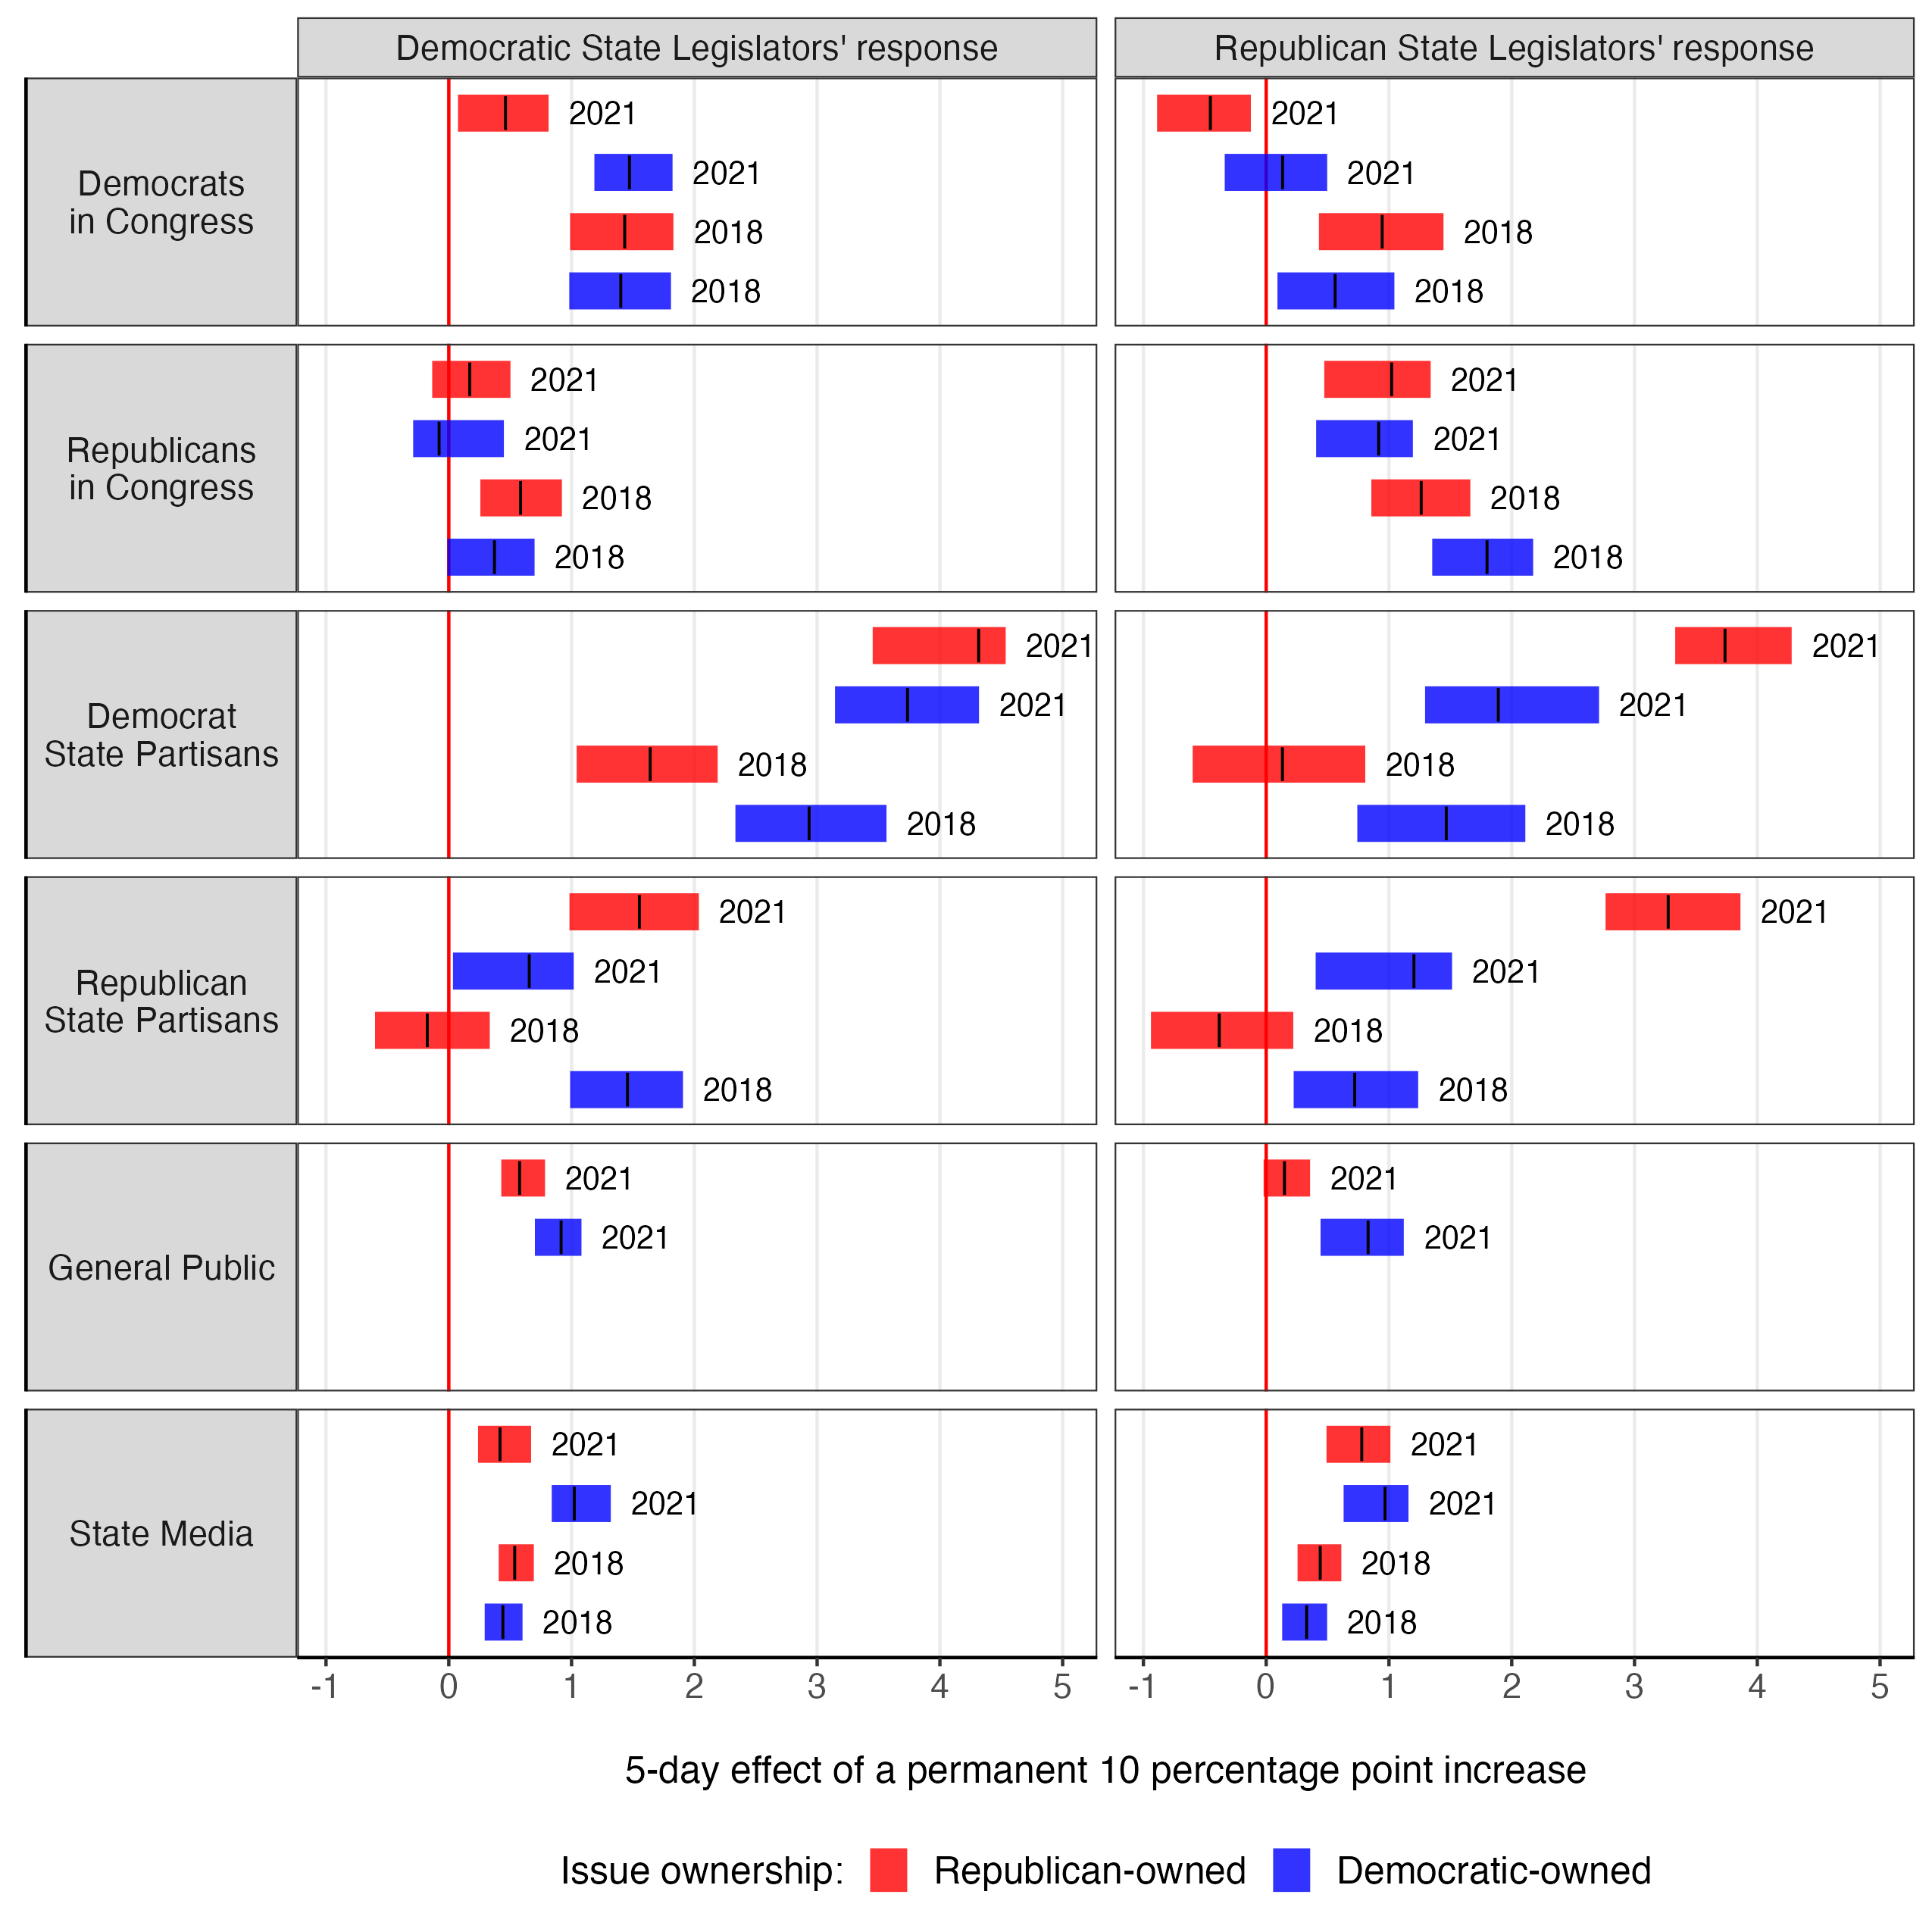 Democratic State Legislators' response
Republican State Legislators' response
Democrats
in Congress
2021
2021
2018
2018
2021
2021
2018
2018
Republicans
in Congress
2021
2021
2018
2018
2021
2021
2018
2018
Democrat
State Partisans
2021
2021
2018
2018
2021
2021
2018
2018
Republican
State Partisans
2021
2021
2018
2018
2021
2021
2018
2018
General Public
2021
2021
2021
2021
State Media
2021
2021
2018
2018
2021
2021
2018
2018
-1 0 1 2 3 4 5
-1 0 1 2 3 4 5
5-day effect of a permanent 10 percentage point increase
Issue ownership: Republican-owned Democratic-owned